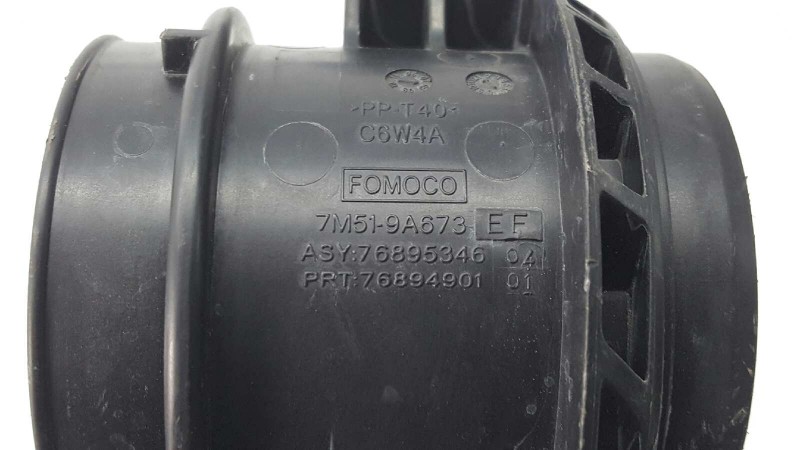 >PP-T40<
C6W4A
FOMOCO
7M51-9A673 EF
ASY:76895346 04
PRT:76894901 01